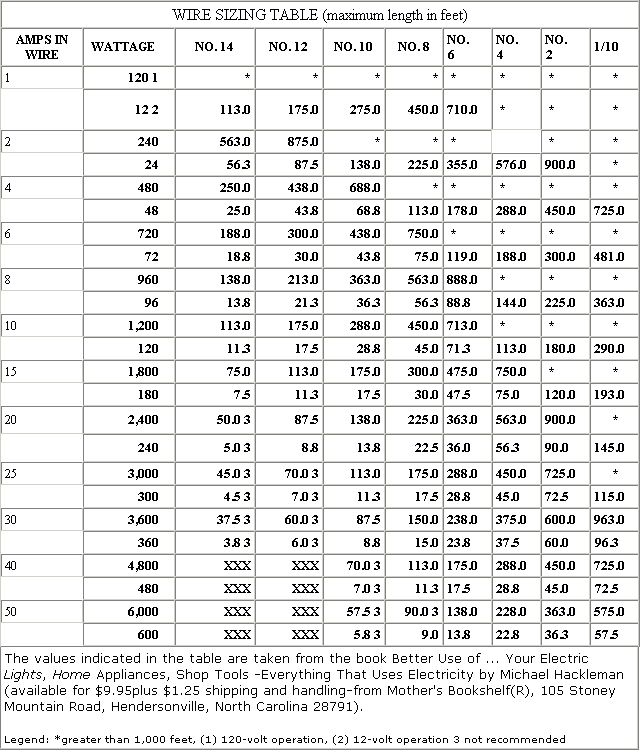 WIRE SIZING TABLE (maximum length in feet)
AMPS IN WIRE WATTAGE NO. 14 NO. 12 NO. 10 NO. 8 NO. 6 NO. 4 NO. 2 1/10
1 120 1 * * * * * * * *
12 2 113.0 175.0 275.0 450.0 710.0 * * *
2 240 563.0 875.0 * * * * *
24 56.3 87.5 138.0 225.0 355.0 576.0 900.0 *
4 480 250.0 438.0 688.0 * * * * *
48 25.0 43.8 68.8 113.0 178.0 288.0 450.0 725.0
6 720 188.0 300.0 438.0 750.0 * * * *
72 18.8 30.0 43.8 75.0 119.0 188.0 300.0 481.0
8 960 138.0 213.0 363.0 563.0 888.0 * * *
96 13.8 21.3 36.3 56.3 88.8 144.0 225.0 363.0
10 1,200 113.0 175.0 288.0 450.0 713.0 * * *
120 11.3 17.5 28.8 45.0 71.3 113.0 180.0 290.0
15 1,800 75.0 113.0 175.0 300.0 475.0 750.0 * *
180 7.5 11.3 17.5 30.0 47.5 75.0 120.0 193.0
20 2,400 50.0 3 87.5 138.0 225.0 363.0 563.0 900.0 *
240 5.0 3 8.8 13.8 22.5 36.0 56.3 90.0 145.0
25 3,000 45.0 3 70.0 3 113.0 175.0 288.0 450.0 725.0 *
300 4.5 3 7.0 3 11.3 17.5 28.8 45.0 72.5 115.0
30 3,600 37.5 3 60.0 3 87.5 150.0 238.0 375.0 600.0 963.0
360 3.8 3 6.0 3 8.8 15.0 23.8 37.5 60.0 96.3
40 4,800 XXX XXX 70.0 3 113.0 175.0 288.0 450.0 725.0
480 XXX XXX 7.0 3 11.3 17.5 28.8 45.0 72.5
50 6,000 XXX XXX 57.5 3 90.0 3 138.0 228.0 363.0 575.0
600 XXX XXX 5.8 3 9.0 13.8 22.8 36.3 57.5
The values indicated in the table are taken from the book Better Use of ... Your Electric
Lights, Home Appliances, Shop Tools -Everything That Uses Electricity by Michael Hackleman
(available for $9.95plus $1.25 shipping and handling-from Mother's Bookshelf(R), 105 Stoney
Mountain Road, Hendersonville, North Carolina 28791).
Legend: *greater than 1,000 feet, (1) 120-volt operation, (2) 12-volt operation 3 not recommended